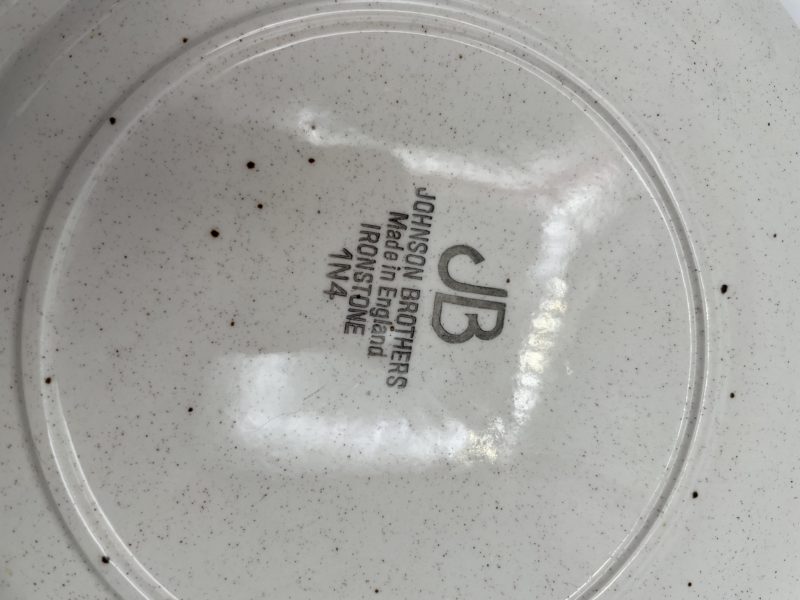 JB
JOHNSON BROTHERS
Made in England
IRONSTONE
1N4